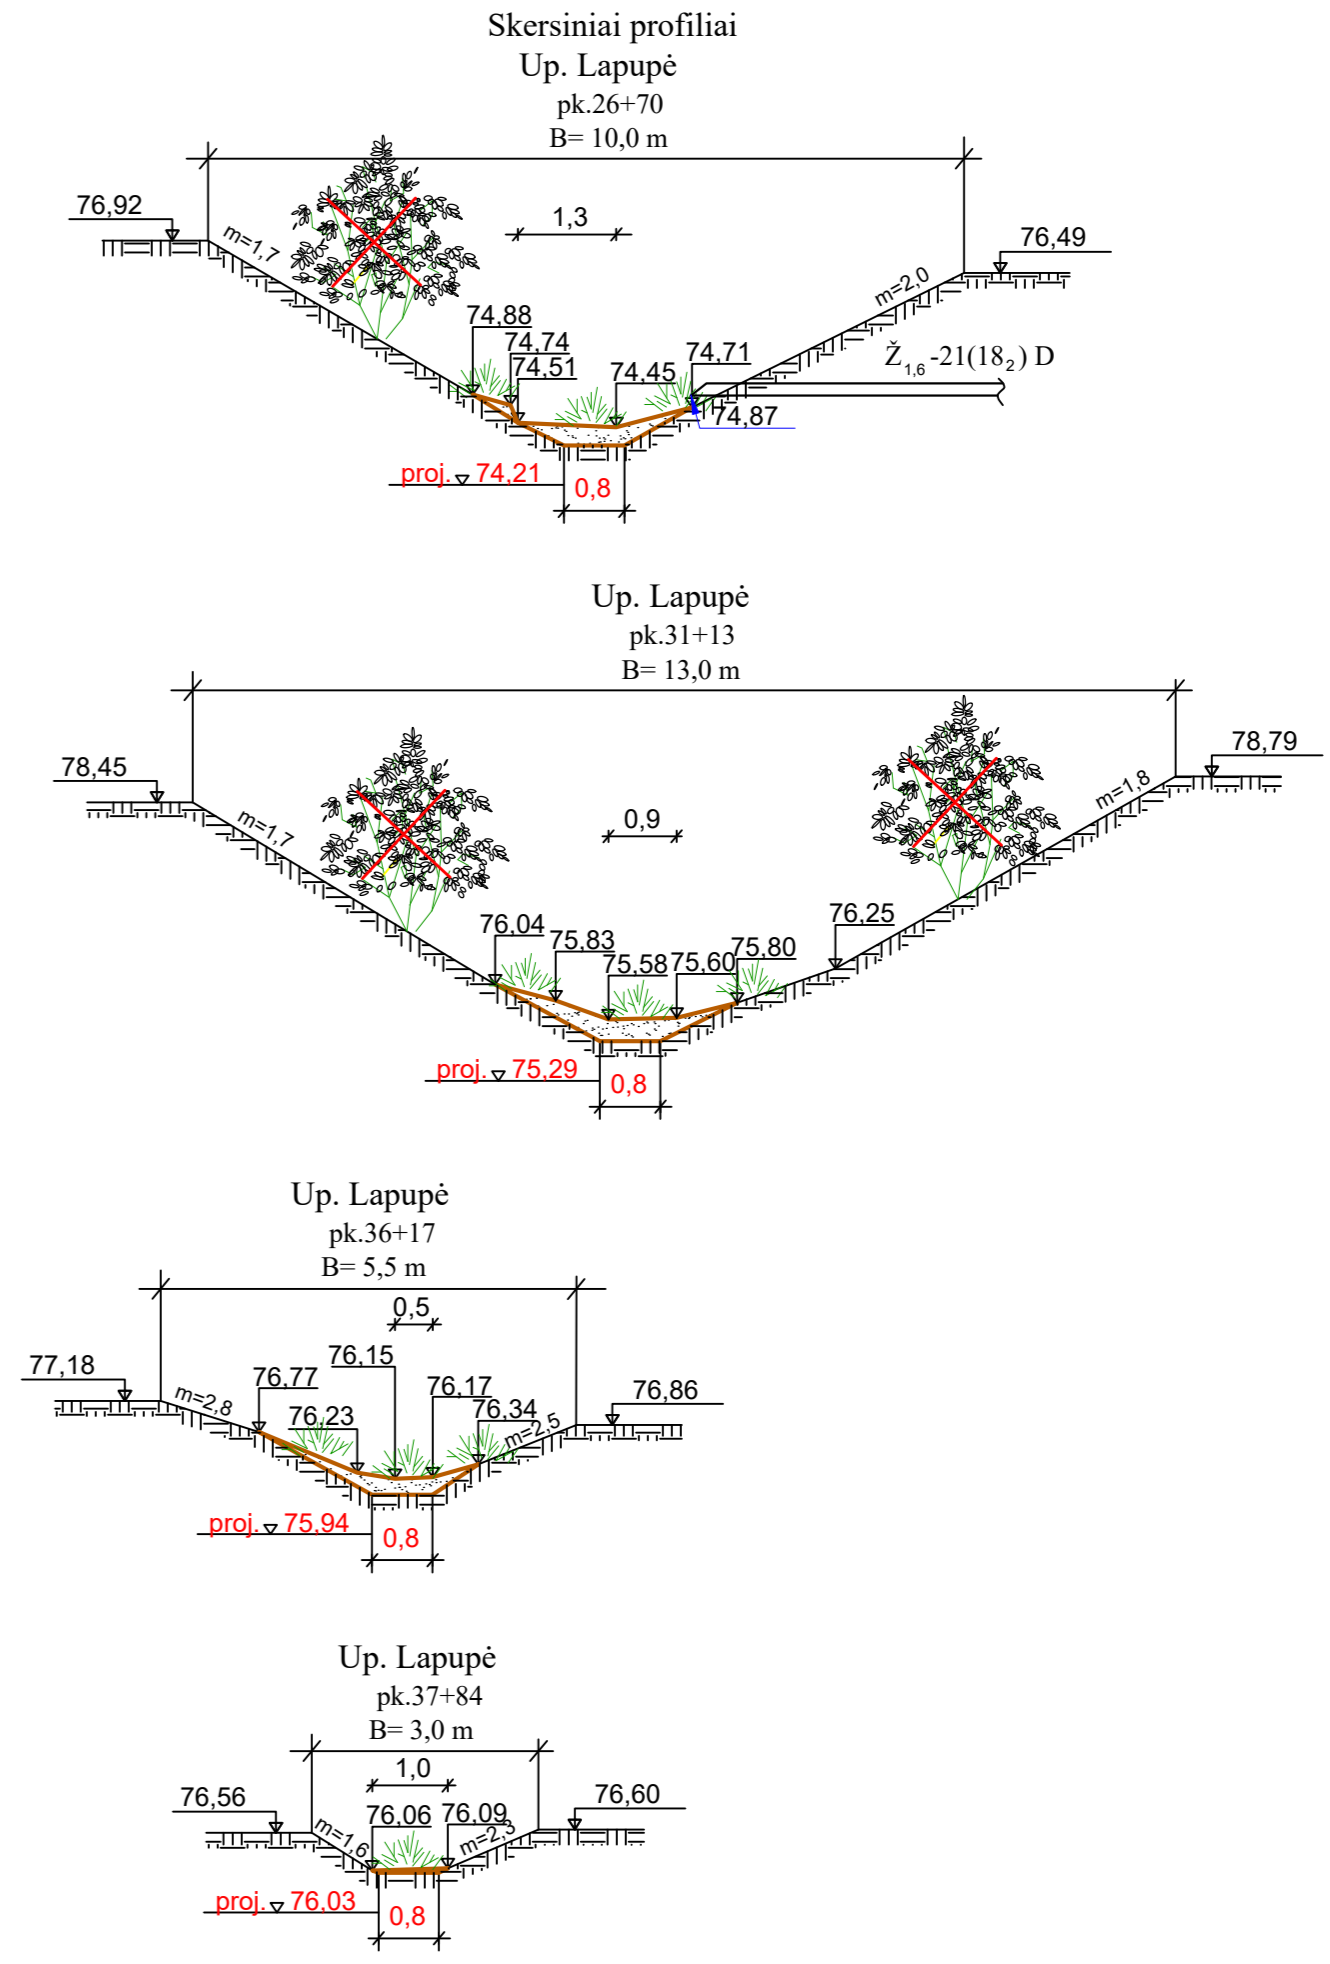 Skersiniai profiliai
Up. Lapupė
pk.26+70
B= 10,0 m
76,92
m=1,7
1,3
76,49
m=2,0
74,88
74,74
74,51
74,45
74,71
Ž1,6 -21(18₂) D
74,87
proj. 74,21
0,8
Up. Lapupė
pk.31+13
B= 13,0 m
78,45
m=1,7
0,9
78,79
m=1,8
76,04
75,83
75,58
75,60
75,80
76,25
proj. 75,29
0,8
Up. Lapupė
pk.36+17
B= 5,5 m
0,5
77,18
m=2,8
76,77
76,23
76,15
76,17
76,34
m=2,5
76,86
proj. 75,94
0,8
Up. Lapupė
pk.37+84
B= 3,0 m
1,0
76,56
m=1,6
76,06
76,09
m=2,3
76,60
proj. 76,03
0,8